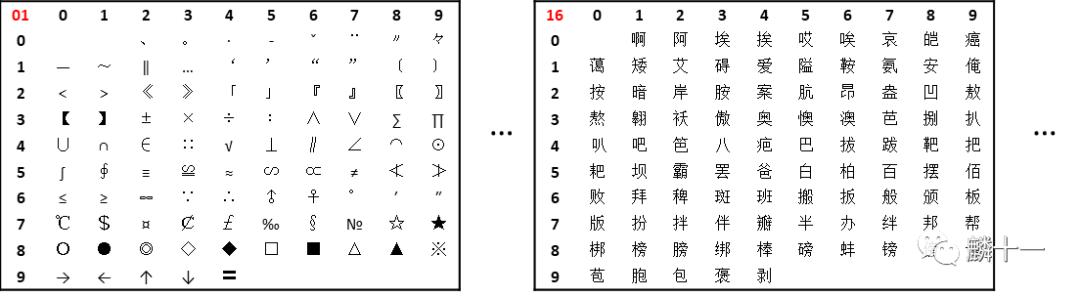 01 0 1 2 3 4 5 6 7 8 9
0 、 。 · ˉ ˇ ¨ 〃 々
1 — ～ ‖ … ‘ ’ “ ” 〔 〕
2 < > 《 》 「 」 『 』 〖 〗
3 【 】 ± × ÷ ∶ ∧ ∨ ∑ ∏
4 ∪ ∩ ∈ ∷ √ ⊥ ∥ ∠ ⌒ ⊙
5 ∫ ∮ ≡ ≌ ≈ ∽ ∝ ≠ ≮ ≯
6 ≤ ≥ ∞ ∵ ∴ ♂ ♀ ° ′ ″
7 ℃ $ ¤ ￠ ￡ ‰ § № ☆ ★
8 ○ ● ◎ ◇ ◆ □ ■ △ ▲ ※
9 → ← ↑ ↓ 〓
…
16 0 1 2 3 4 5 6 7 8 9
0 啊 阿 埃 挨 哎 唉 哀 皑 癌
1 蔼 矮 艾 碍 爱 隘 鞍 氨 安 俺
2 按 暗 岸 胺 案 肮 昂 盎 凹 敖
3 熬 翱 袄 傲 奥 懊 澳 芭 捌 扒
4 叭 吧 笆 八 疤 巴 拔 跋 靶 把
5 耙 坝 霸 罢 爸 白 柏 百 摆 佰
6 败 拜 稗 斑 班 搬 扳 般 颁 板
7 版 扮 拌 伴 瓣 半 办 绊 邦 帮
8 梆 榜 膀 绑 棒 磅 蚌 镑
9 苞 胞 包 褒 剥
…
麟十一